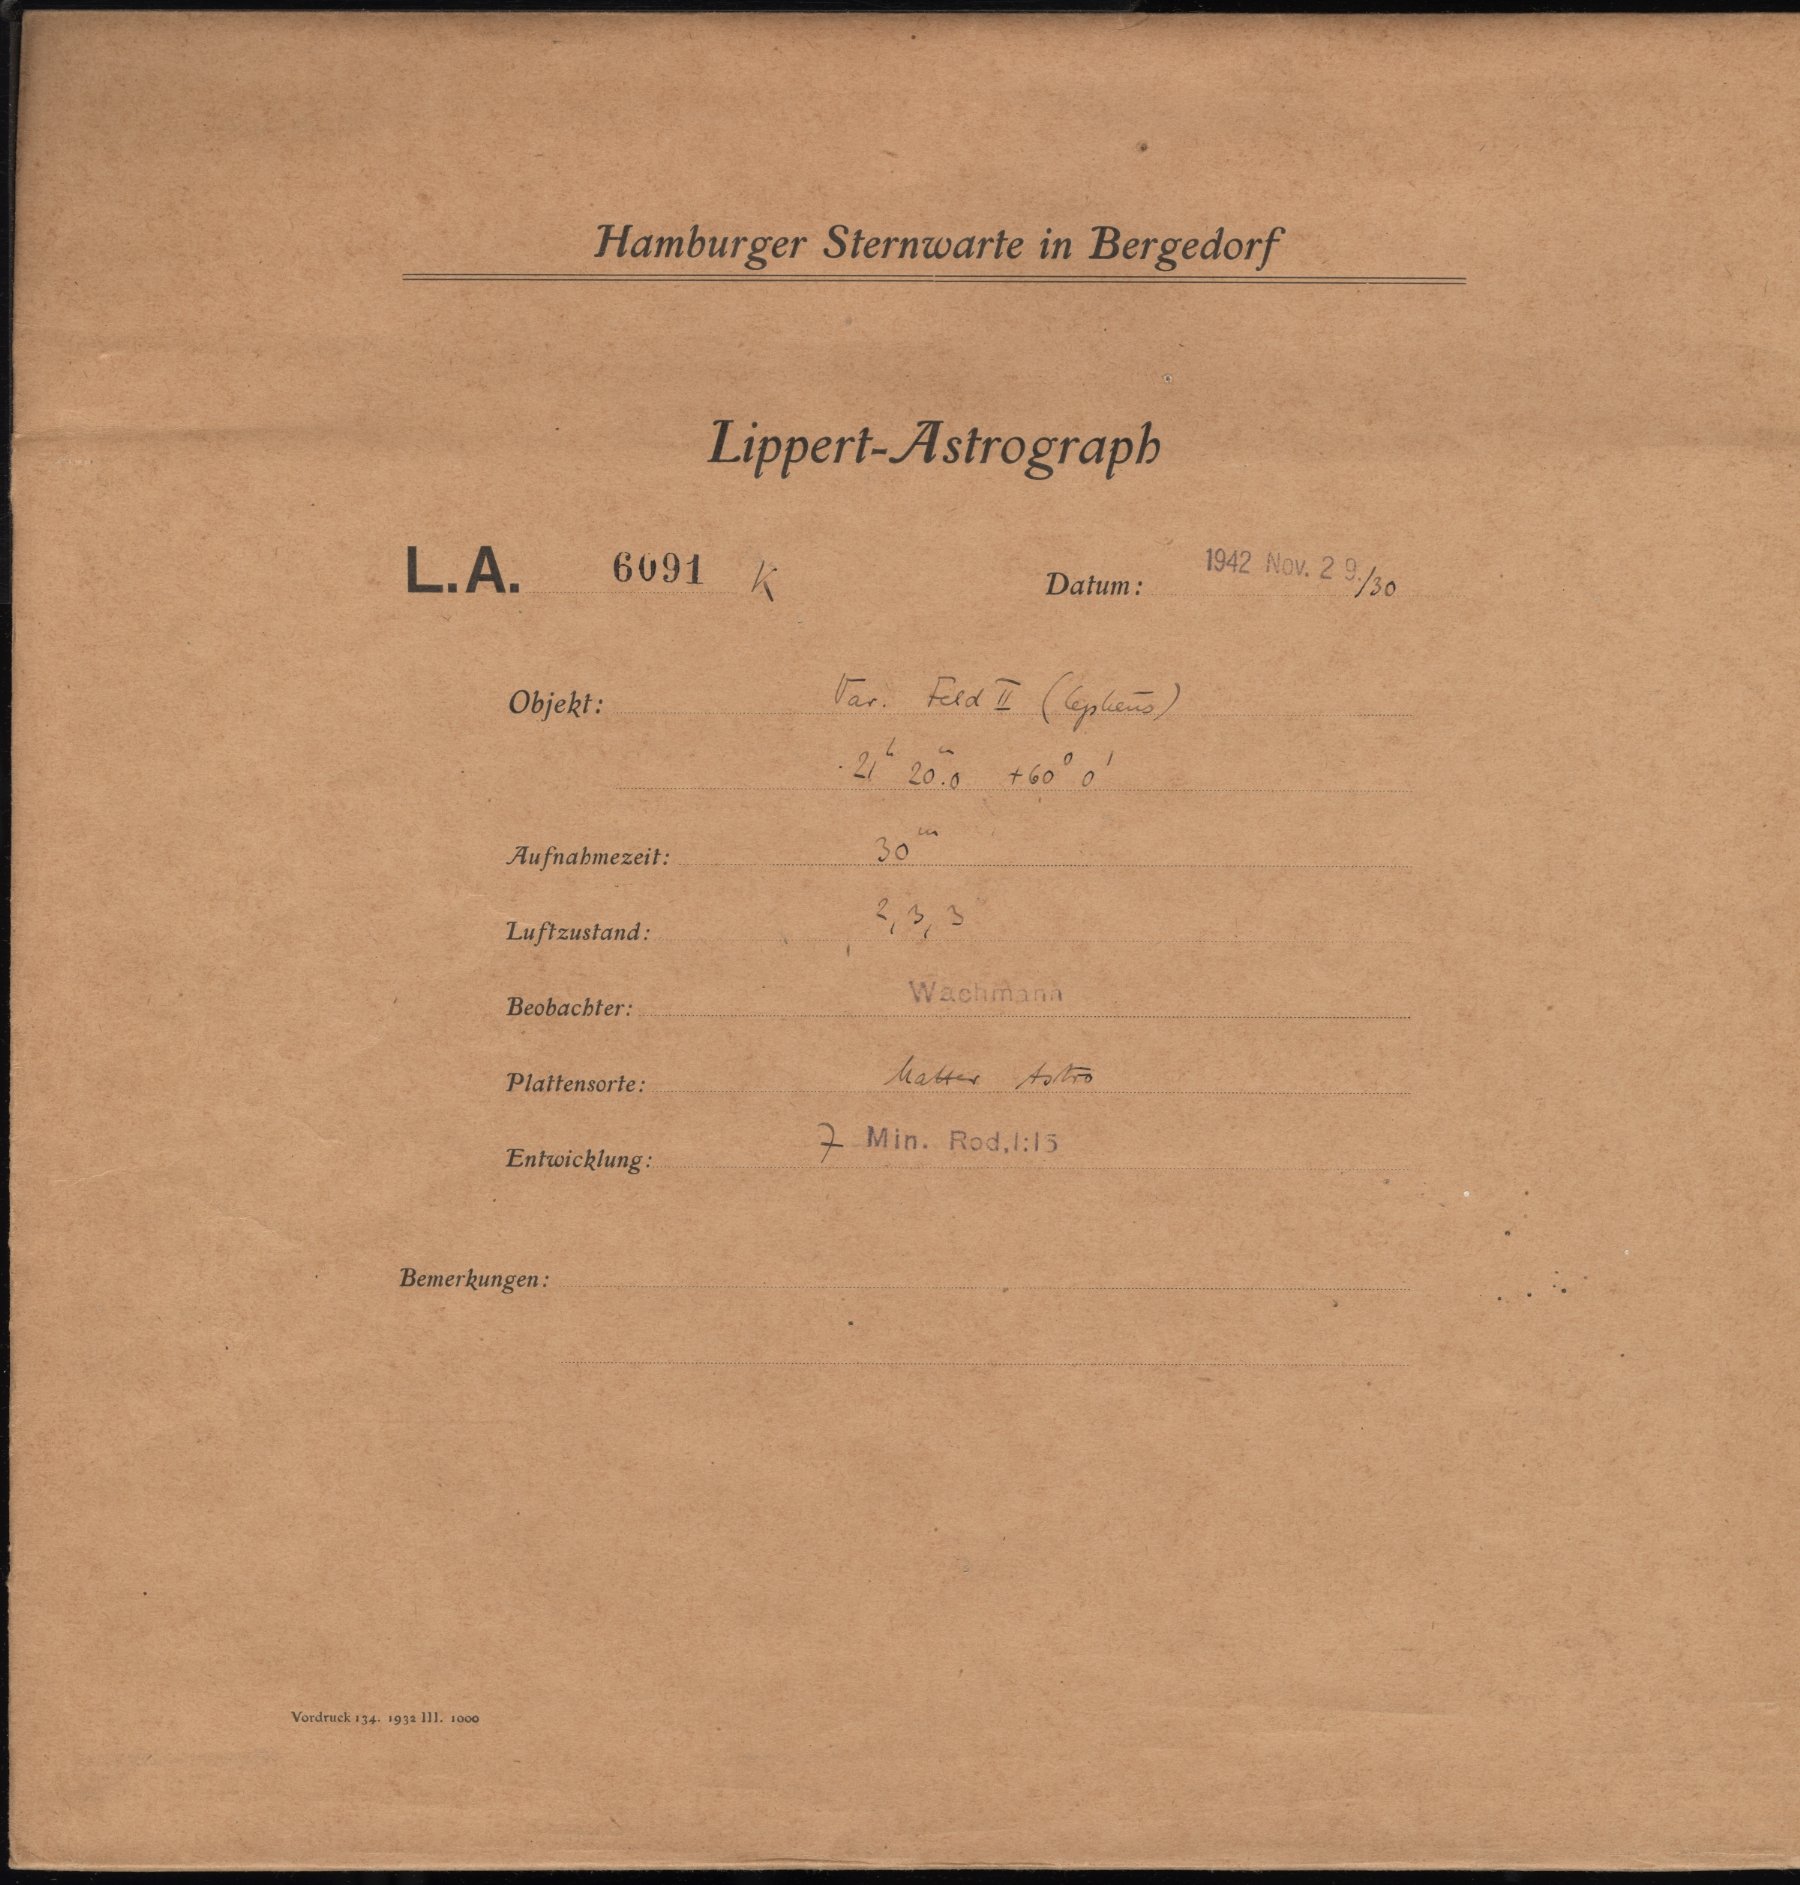 Hamburger Sternwarte in Bergedorf
Lippert-Astrograph
L.A. 6091 K Datum: 1942 Nov. 29./30
Objekt: Var. Feld II (Cepheus)
21ʰ 20ᵐ.0 +60° 0'
Aufnahmezeit: 30ᵐ
Luftzustand: 2, 3, 3
Beobachter: Wachmann
Plattensorte: Matter Astro
Entwicklung: 7 Min. Rod. 1:15
Bemerkungen:
Vordruck 134. 1932 III. 1000